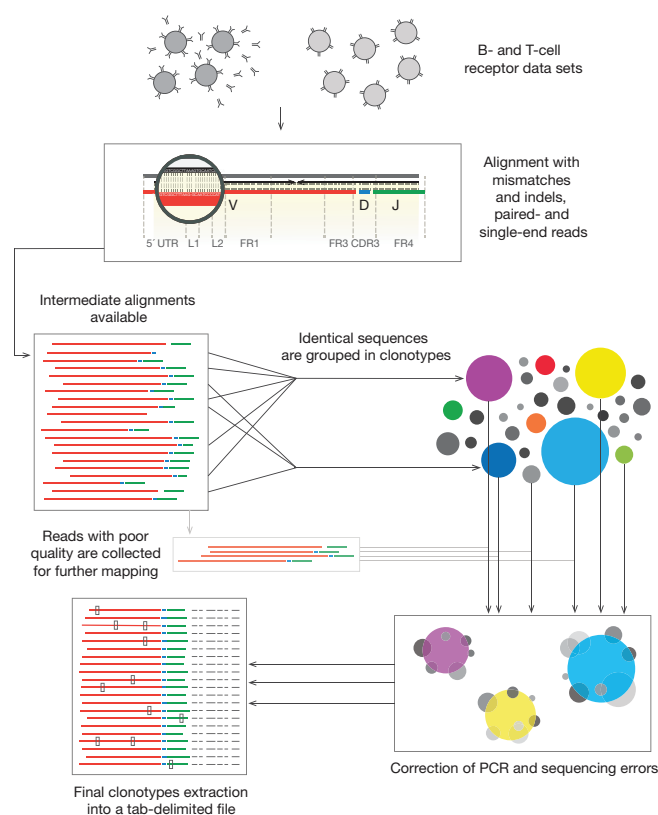 B- and T-cell
receptor data sets
Alignment with
mismatches
and indels,
paired- and
single-end reads
V
D
J
5´ UTR L1 L2 FR1 FR3 CDR3 FR4
Intermediate alignments
available
Identical sequences
are grouped in clonotypes
Reads with poor
quality are collected
for further mapping
Correction of PCR and sequencing errors
Final clonotypes extraction
into a tab-delimited file